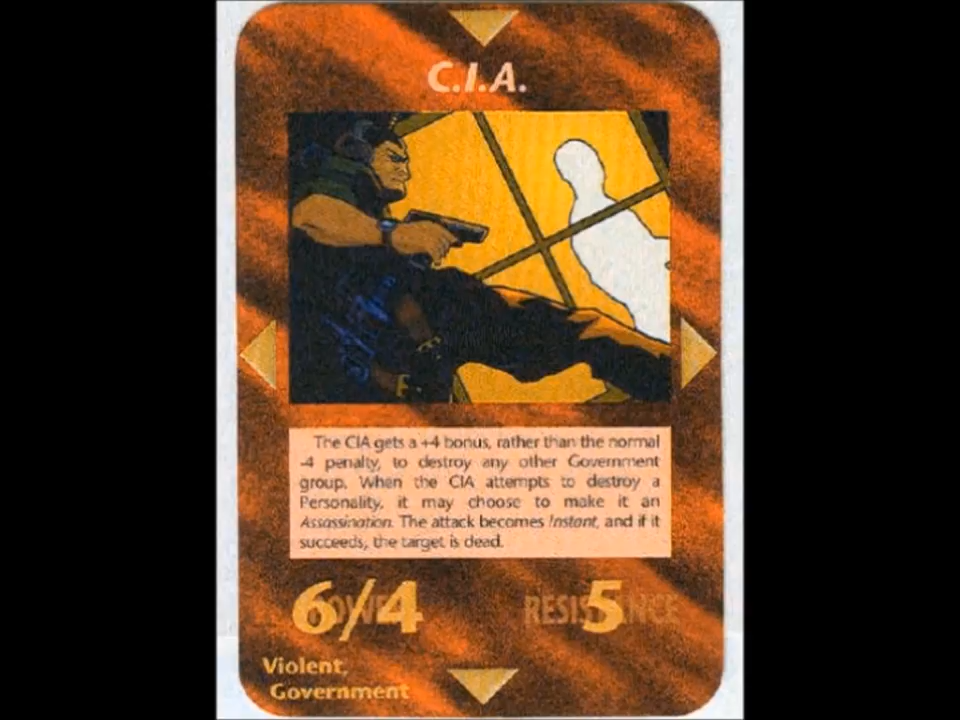 C.I.A.
The CIA gets a +4 bonus, rather than the normal
-4 penalty, to destroy any other Government
group. When the CIA attempts to destroy a
Personality, it may choose to make it an
Assassination. The attack becomes Instant, and if it
succeeds, the target is dead.
POWER 6/4
RESISTANCE 5
Violent,
Government